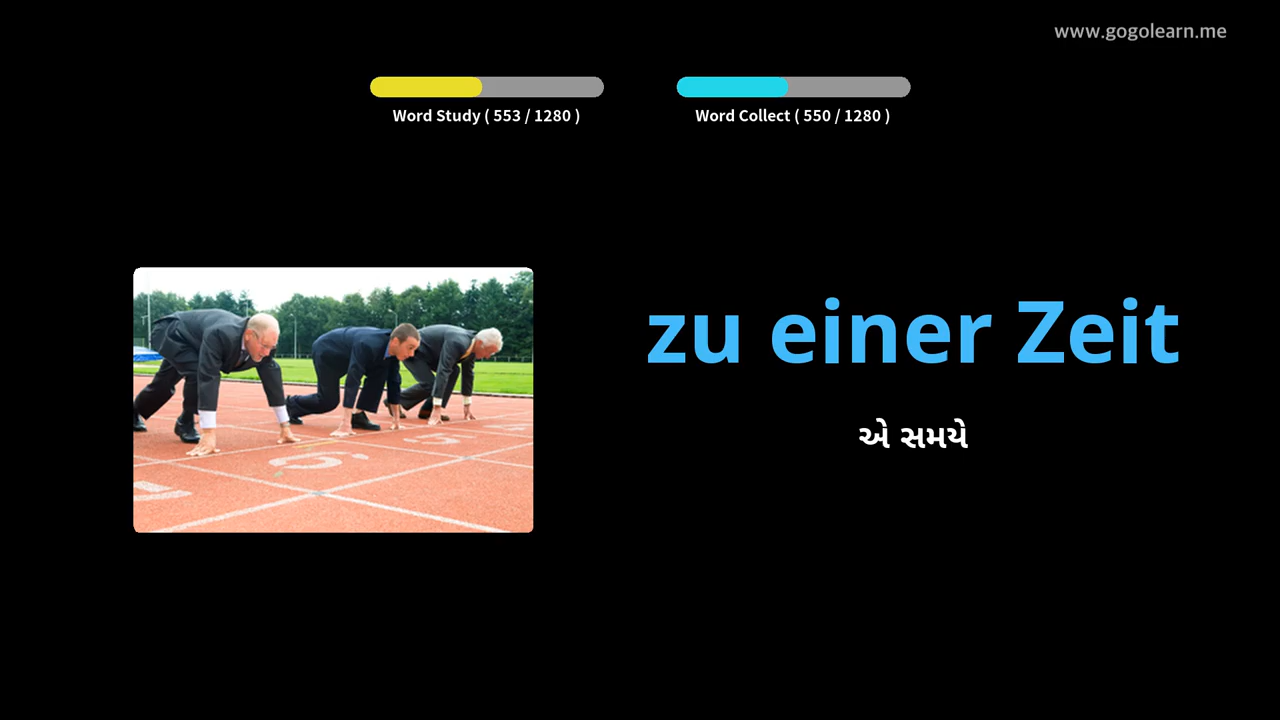 www.gogolearn.me
Word Study ( 553 / 1280 )
Word Collect ( 550 / 1280 )
zu einer Zeit
એ સમયે